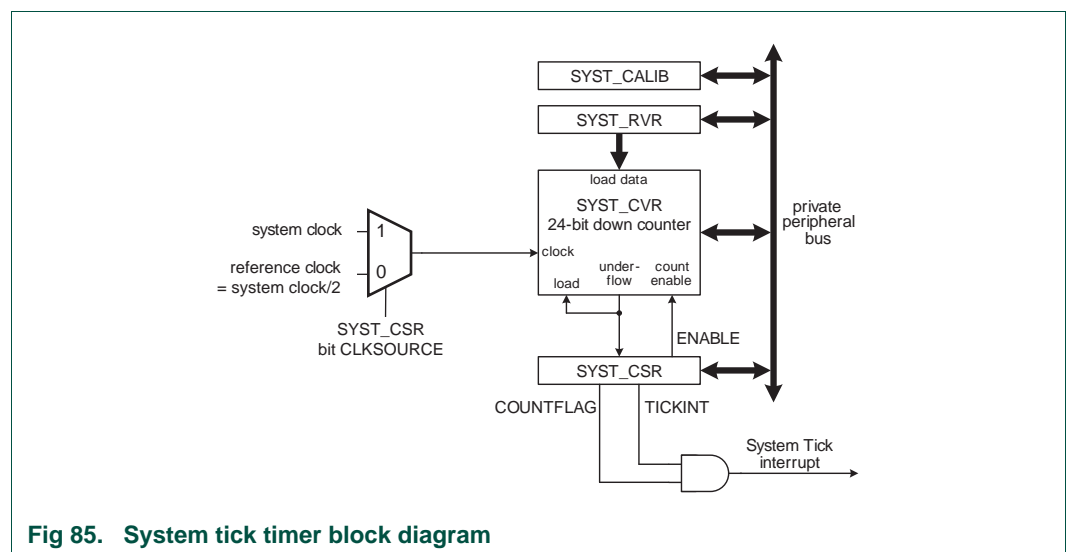 SYST_CALIB
SYST_RVR
load data
SYST_CVR
24-bit down counter
private
peripheral
bus
system clock
1
clock
reference clock
= system clock/2
0
under-
flow
count
enable
load
SYST_CSR
bit CLKSOURCE
ENABLE
SYST_CSR
COUNTFLAG
TICKINT
System Tick
interrupt
Fig 85. System tick timer block diagram